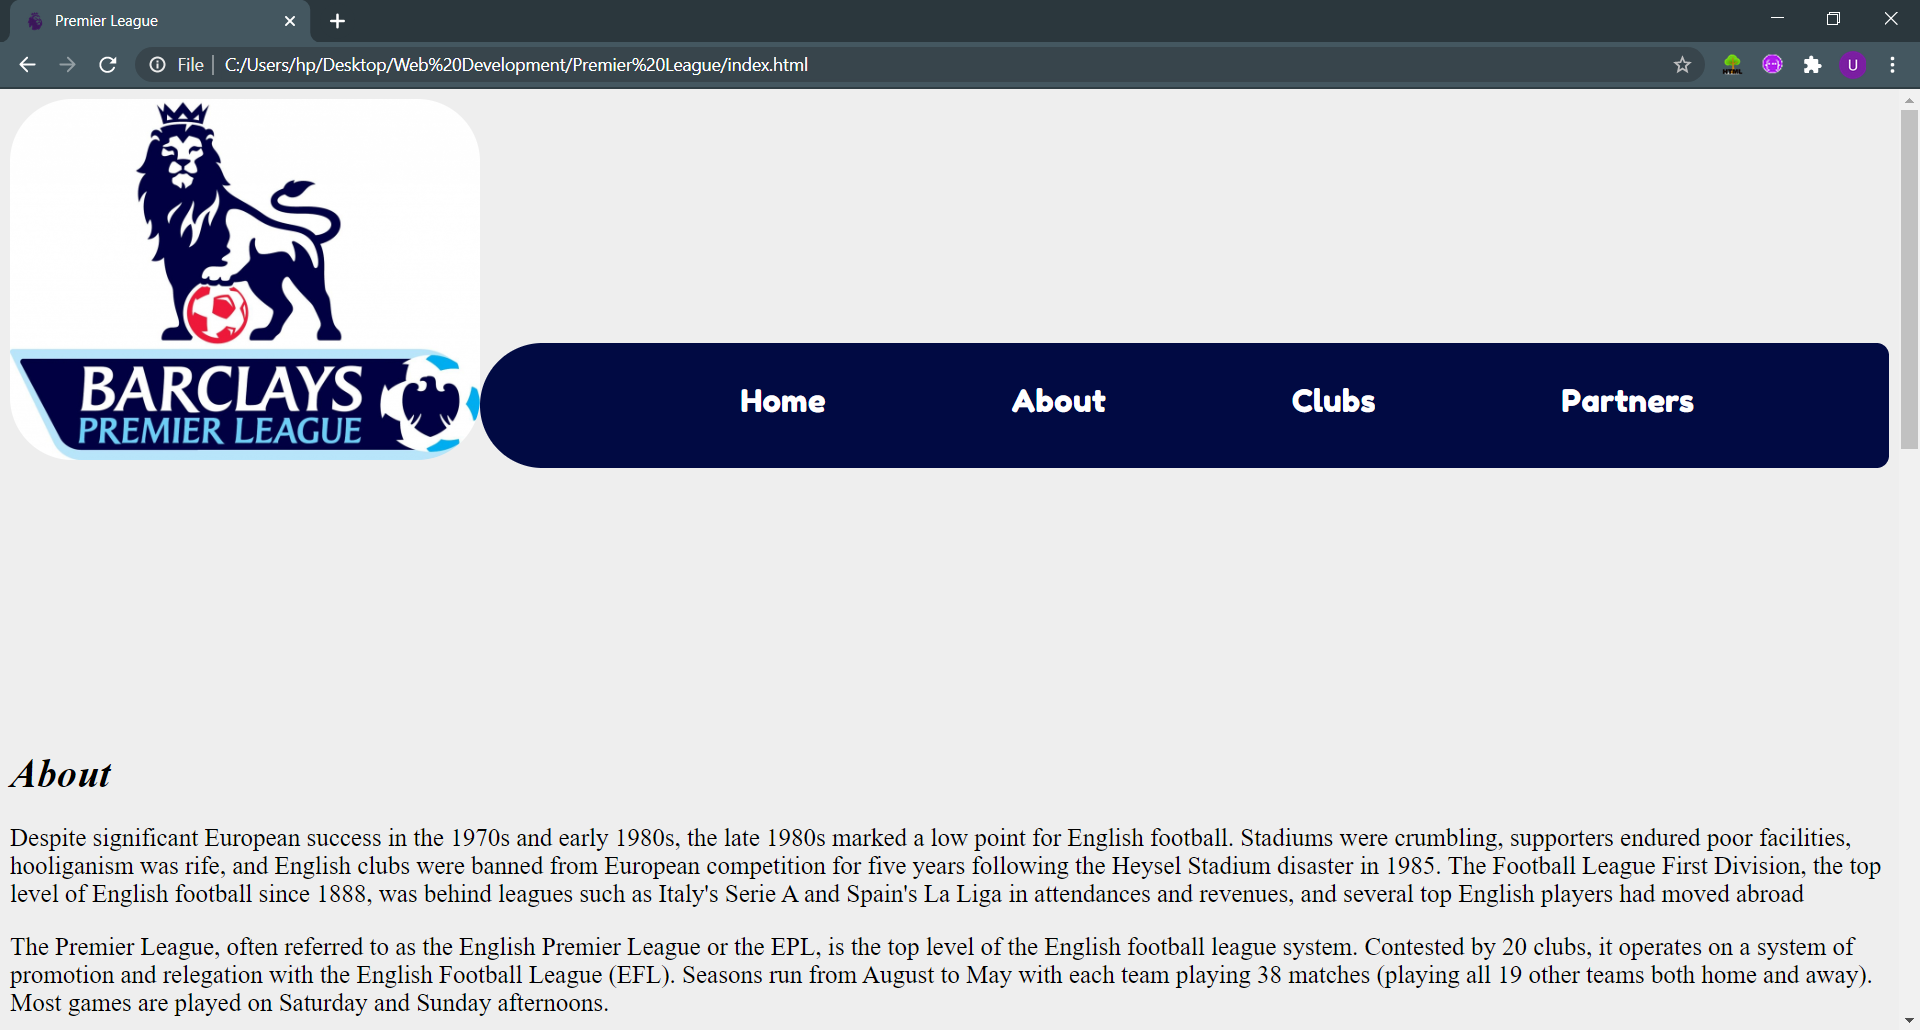 Premier League
File
C:/Users/hp/Desktop/Web%20Development/Premier%20League/index.html
HTML
U
BARCLAYS
PREMIER LEAGUE
Home About Clubs Partners
About
Despite significant European success in the 1970s and early 1980s, the late 1980s marked a low point for English football. Stadiums were crumbling, supporters endured poor facilities,
hooliganism was rife, and English clubs were banned from European competition for five years following the Heysel Stadium disaster in 1985. The Football League First Division, the top
level of English football since 1888, was behind leagues such as Italy's Serie A and Spain's La Liga in attendances and revenues, and several top English players had moved abroad
The Premier League, often referred to as the English Premier League or the EPL, is the top level of the English football league system. Contested by 20 clubs, it operates on a system of
promotion and relegation with the English Football League (EFL). Seasons run from August to May with each team playing 38 matches (playing all 19 other teams both home and away).
Most games are played on Saturday and Sunday afternoons.